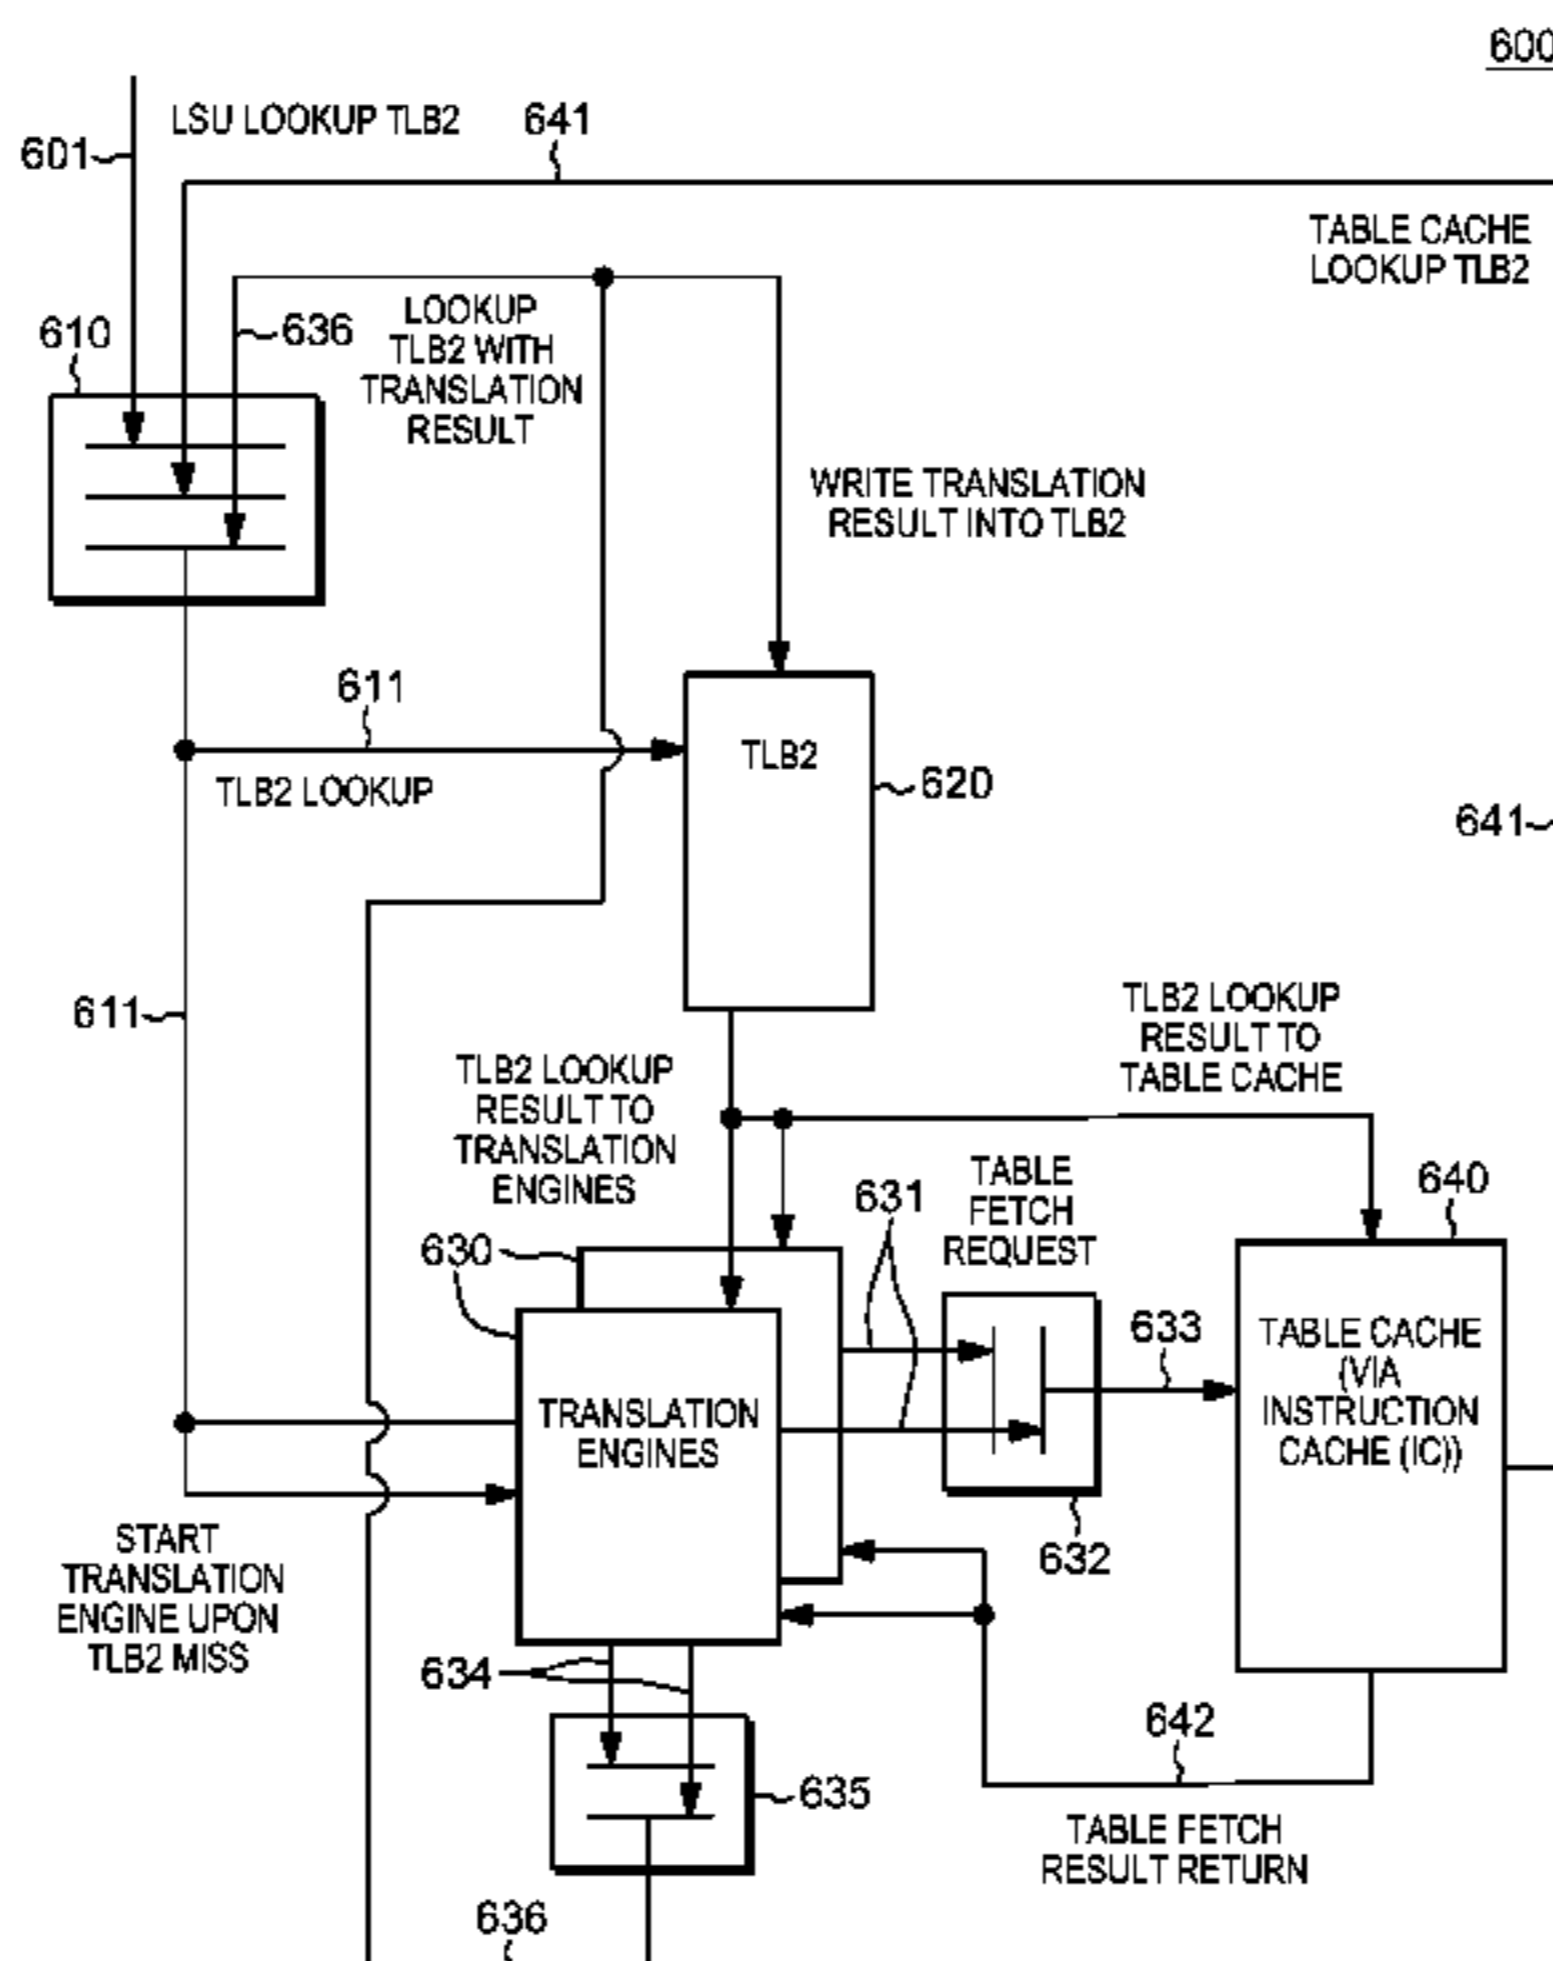 600
LSU LOOKUP TLB2
641
601
TABLE CACHE
LOOKUP TLB2
610
636
LOOKUP
TLB2 WITH
TRANSLATION
RESULT
WRITE TRANSLATION
RESULT INTO TLB2
611
TLB2 LOOKUP
TLB2
620
641
611
TLB2 LOOKUP
RESULT TO
TRANSLATION
ENGINES
TLB2 LOOKUP
RESULT TO
TABLE CACHE
630
631
TABLE
FETCH
REQUEST
640
633
TRANSLATION
ENGINES
TABLE CACHE
(VIA
INSTRUCTION
CACHE (IC))
632
START
TRANSLATION
ENGINE UPON
TLB2 MISS
634
635
642
TABLE FETCH
RESULT RETURN
636